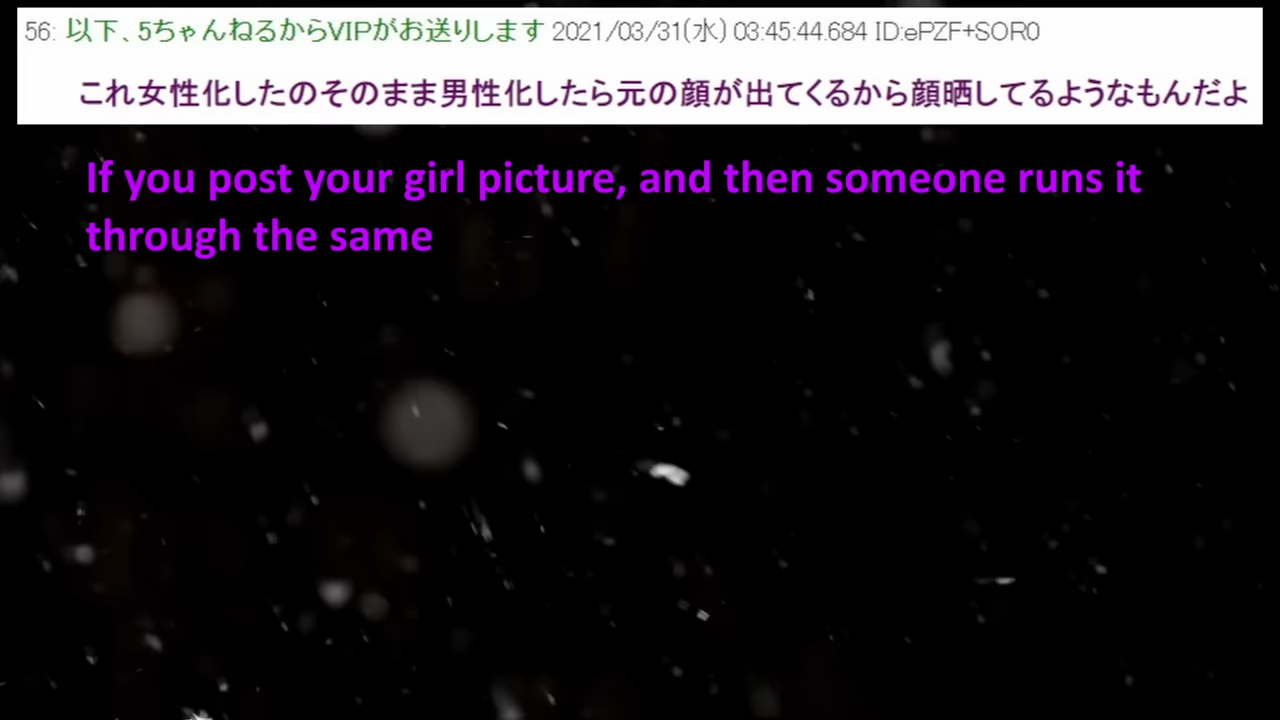 56: 以下、5ちゃんねるからVIPがお送りします 2021/03/31(水) 03:45:44.684 ID:ePZF+SOR0
これ女性化したのそのまま男性化したら元の顔が出てくるから顔晒してるようなもんだよ
If you post your girl picture, and then someone runs it
through the same